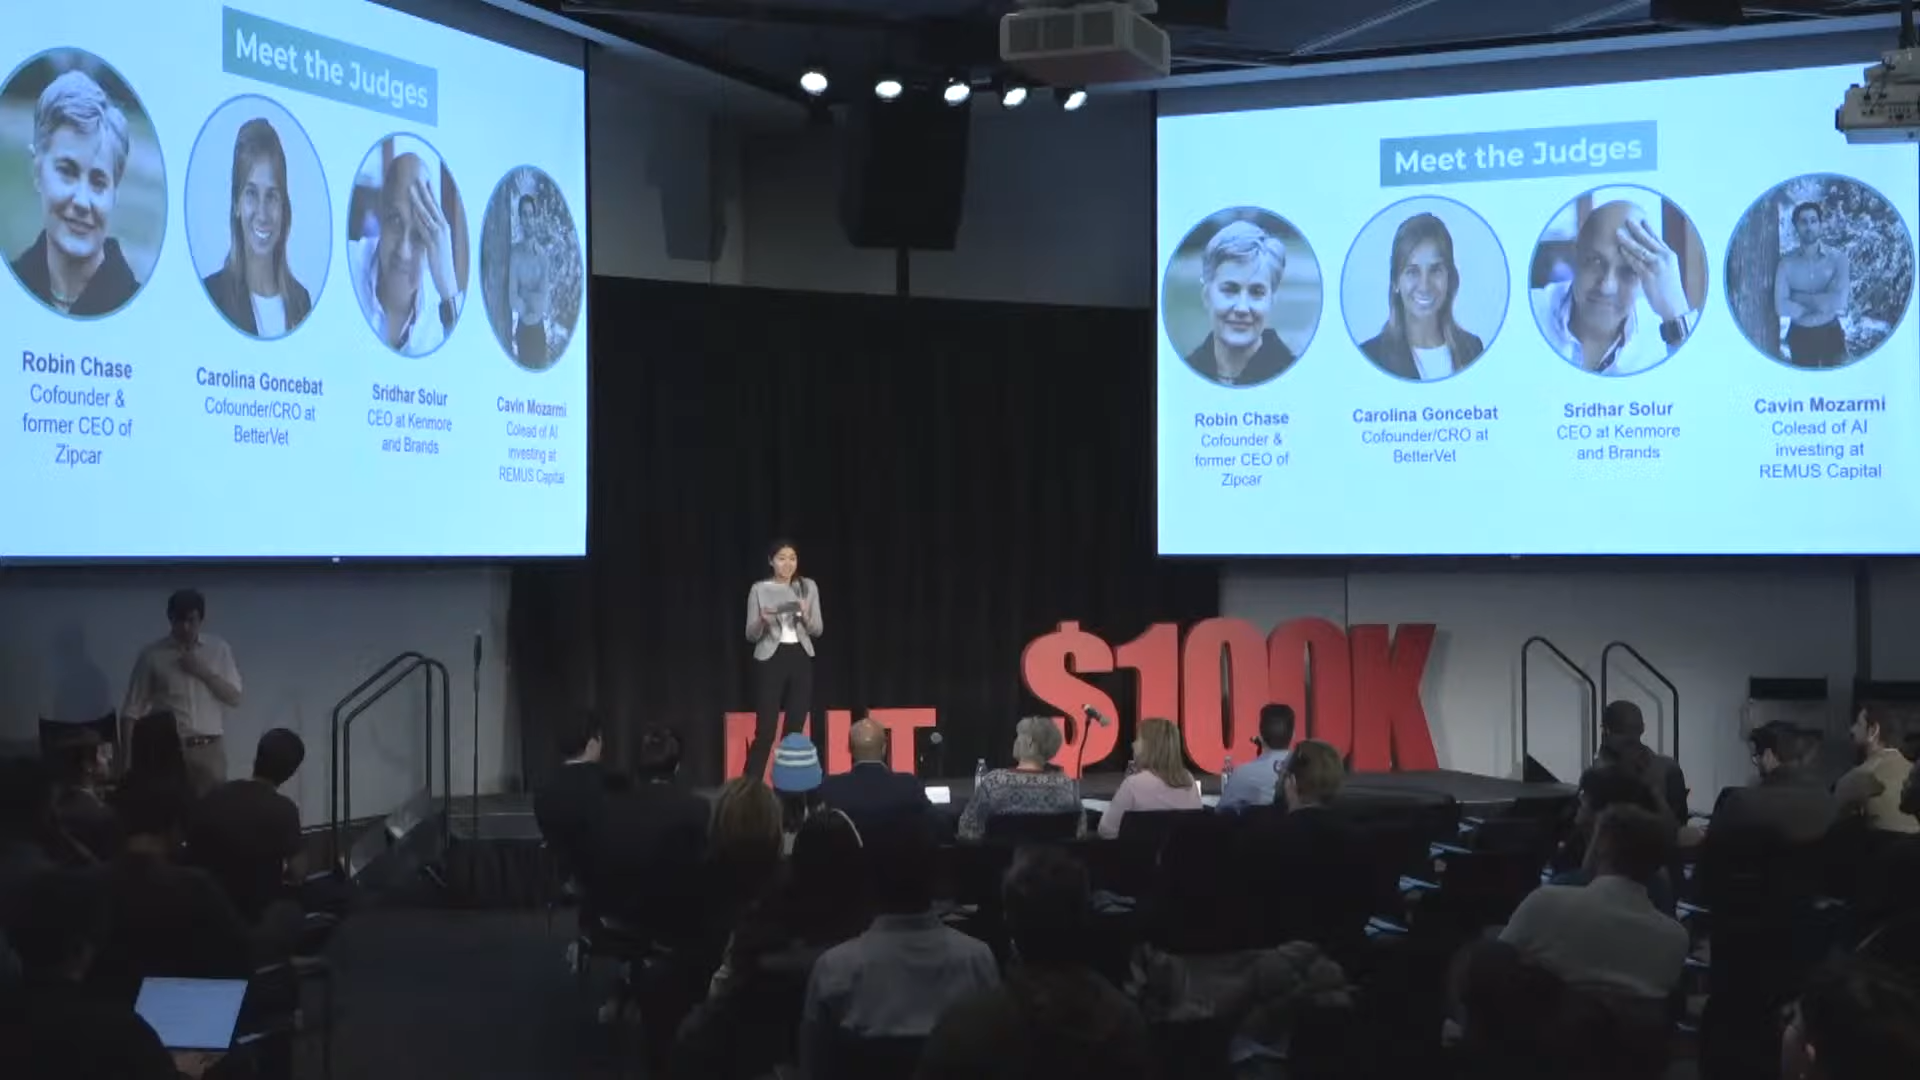 Meet the Judges
Robin Chase
Cofounder &
former CEO of
Zipcar
Carolina Goncebat
Cofounder/CRO at
BetterVet
Sridhar Solur
CEO at Kenmore
and Brands
Cavin Mozarmi
Colead of AI
investing at
REMUS Capital
Meet the Judges
Robin Chase
Cofounder &
former CEO of
Zipcar
Carolina Goncebat
Cofounder/CRO at
BetterVet
Sridhar Solur
CEO at Kenmore
and Brands
Cavin Mozarmi
Colead of AI
investing at
REMUS Capital
MIT
$100K